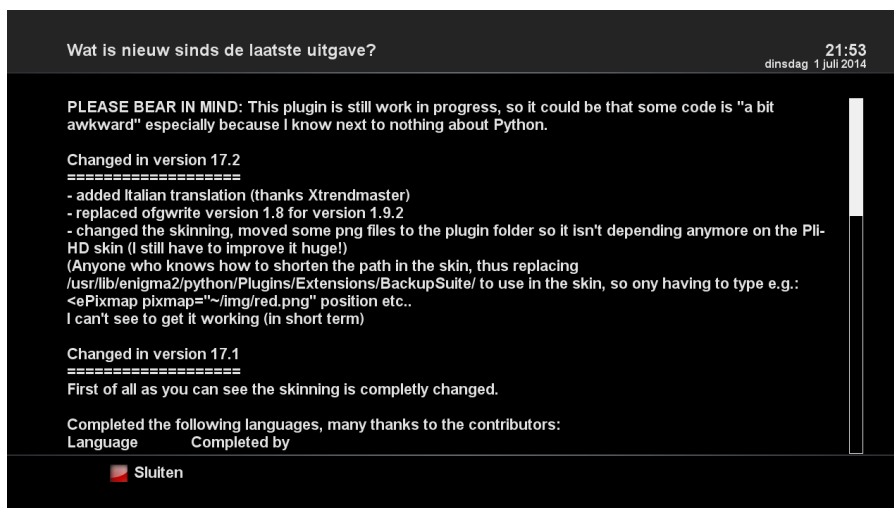 Wat is nieuw sinds de laatste uitgave?
21:53
dinsdag 1 juli 2014
PLEASE BEAR IN MIND: This plugin is still work in progress, so it could be that some code is "a bit
awkward" especially because I know next to nothing about Python.
Changed in version 17.2
===================
- added Italian translation (thanks Xtrendmaster)
- replaced ofgwrite version 1.8 for version 1.9.2
- changed the skinning, moved some png files to the plugin folder so it isn't depending anymore on the Pli-
HD skin (I still have to improve it huge!)
(Anyone who knows how to shorten the path in the skin, thus replacing
/usr/lib/enigma2/python/Plugins/Extensions/BackupSuite/ to use in the skin, so ony having to type e.g.:
<ePixmap pixmap="~/img/red.png" position etc..
I can't see to get it working (in short term)
Changed in version 17.1
===================
First of all as you can see the skinning is completly changed.
Completed the following languages, many thanks to the contributors:
Language Completed by
Sluiten